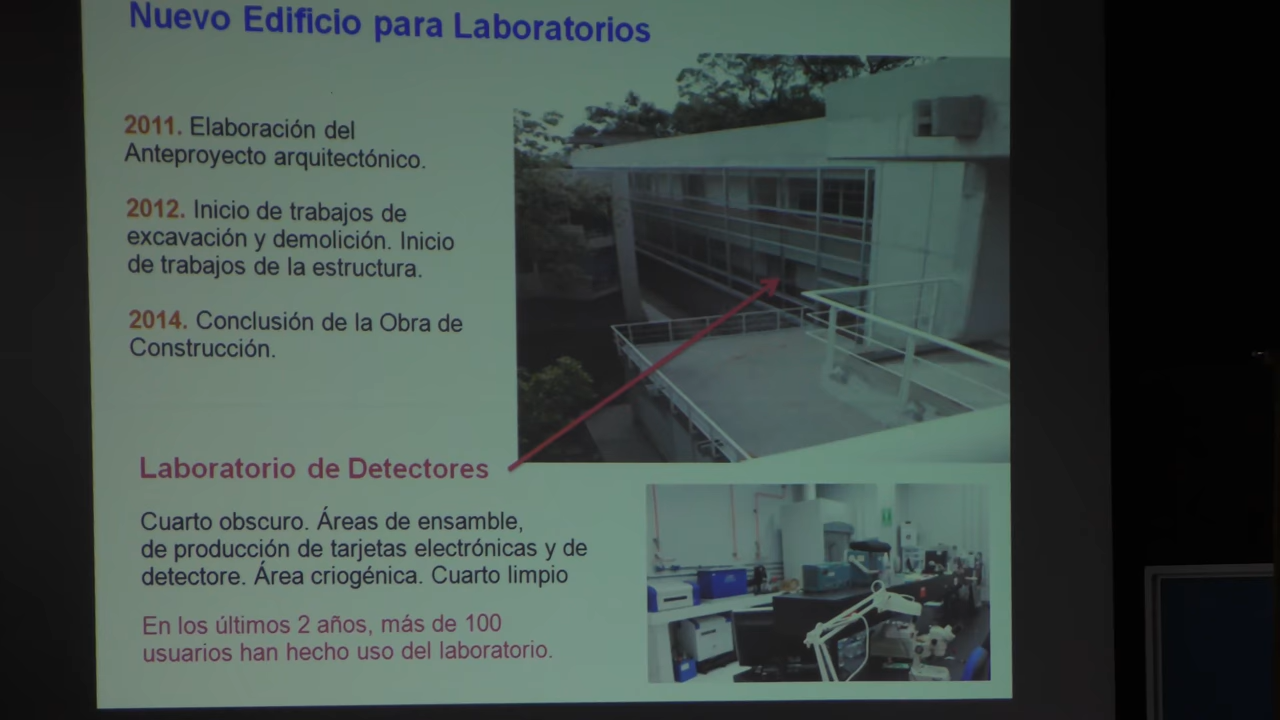 Nuevo Edificio para Laboratorios
2011. Elaboración del
Anteproyecto arquitectónico.
2012. Inicio de trabajos de
excavación y demolición. Inicio
de trabajos de la estructura.
2014. Conclusión de la Obra de
Construcción.
Laboratorio de Detectores
Cuarto obscuro. Áreas de ensamble,
de producción de tarjetas electrónicas y de
detectore. Área criogénica. Cuarto limpio
En los últimos 2 años, más de 100
usuarios han hecho uso del laboratorio.